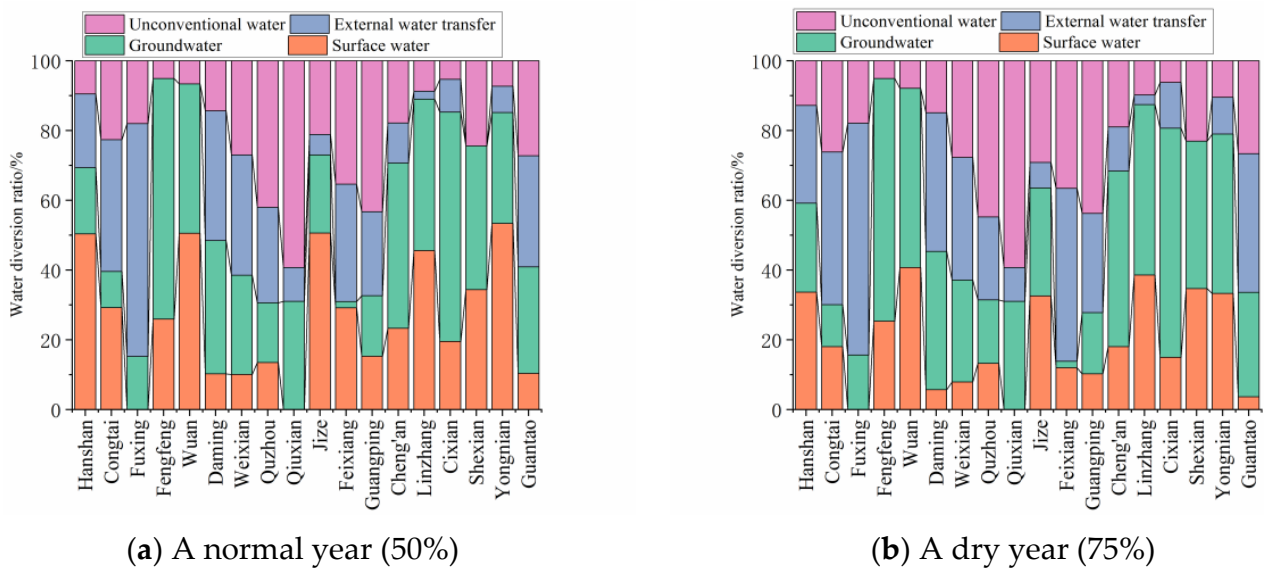 Unconventional water External water transfer
Groundwater Surface water
Water diversion ratio/%
100
80
60
40
20
0
Hanshan
Congtai
Fuxing
Fengfeng
Wuan
Daming
Weixian
Quzhou
Qiuxian
Jize
Feixiang
Guangping
Cheng'an
Linzhang
Cixian
Shexian
Yongnian
Guantao
(a) A normal year (50%)
Unconventional water External water transfer
Groundwater Surface water
Water diversion ratio/%
100
80
60
40
20
0
Hanshan
Congtai
Fuxing
Fengfeng
Wuan
Daming
Weixian
Quzhou
Qiuxian
Jize
Feixiang
Guangping
Cheng'an
Linzhang
Cixian
Shexian
Yongnian
Guantao
(b) A dry year (75%)